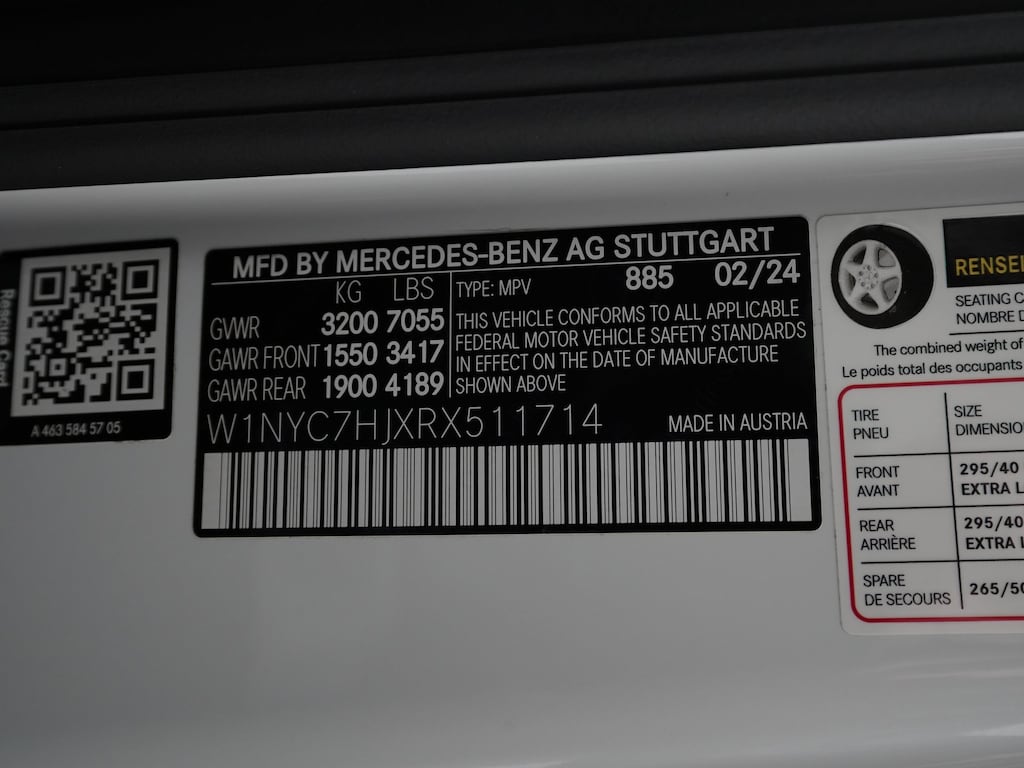 Rescue Card
A 463 584 57 05
MFD BY MERCEDES-BENZ AG STUTTGART
KG LBS
GVWR 3200 7055
GAWR FRONT 1550 3417
GAWR REAR 1900 4189
TYPE: MPV 885 02/24
THIS VEHICLE CONFORMS TO ALL APPLICABLE
FEDERAL MOTOR VEHICLE SAFETY STANDARDS
IN EFFECT ON THE DATE OF MANUFACTURE
SHOWN ABOVE
W1NYC7HJXRX511714 MADE IN AUSTRIA
RENSEI
SEATING C
NOMBRE D
The combined weight of
Le poids total des occupants
TIRE SIZE
PNEU DIMENSIO
FRONT 295/40
AVANT EXTRA L
REAR 295/40
ARRIÈRE EXTRA L
SPARE 265/50
DE SECOURS